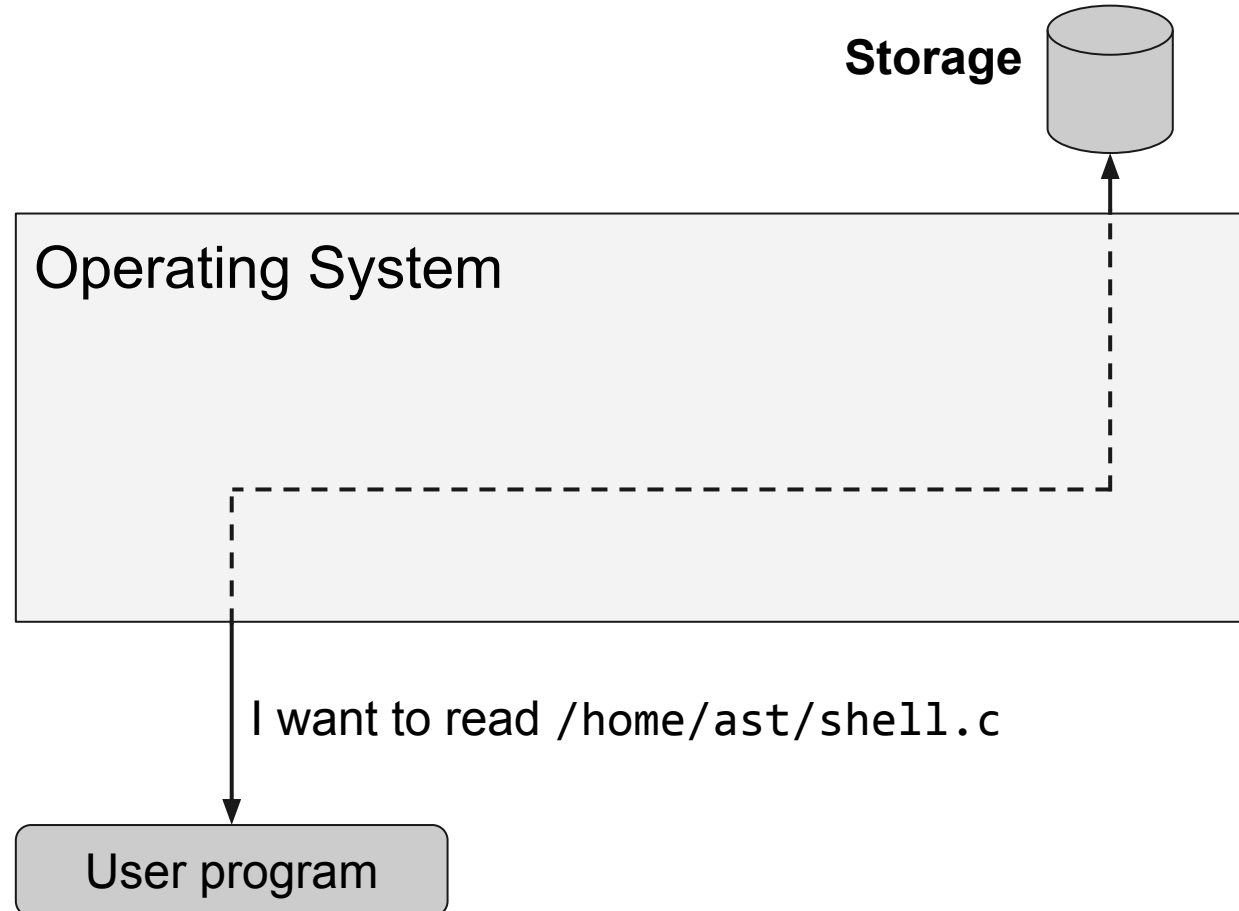 Storage
Operating System
I want to read /home/ast/shell.c
User program